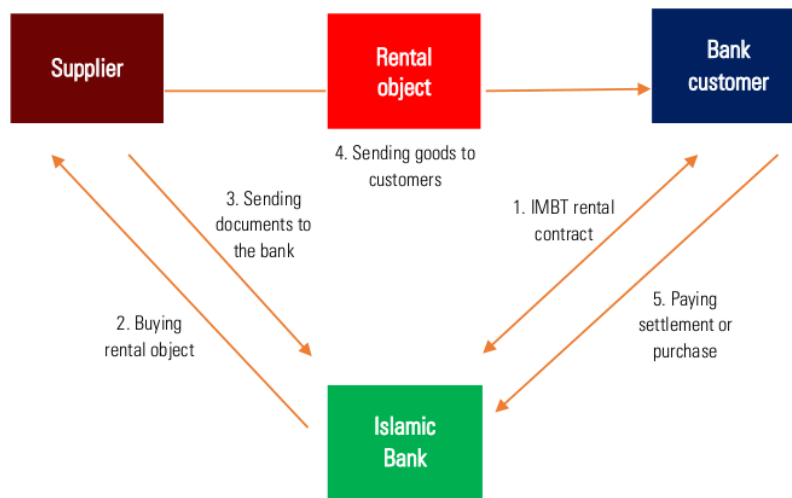 Supplier
Rental
object
Bank
customer
4. Sending goods to
customers
3. Sending
documents to
the bank
1. IMBT rental
contract
2. Buying
rental object
5. Paying
settlement or
purchase
Islamic
Bank